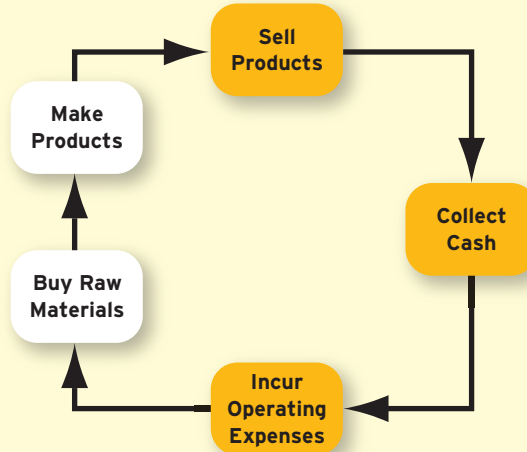 Sell
Products
Make
Products
Collect
Cash
Buy Raw
Materials
Incur
Operating
Expenses